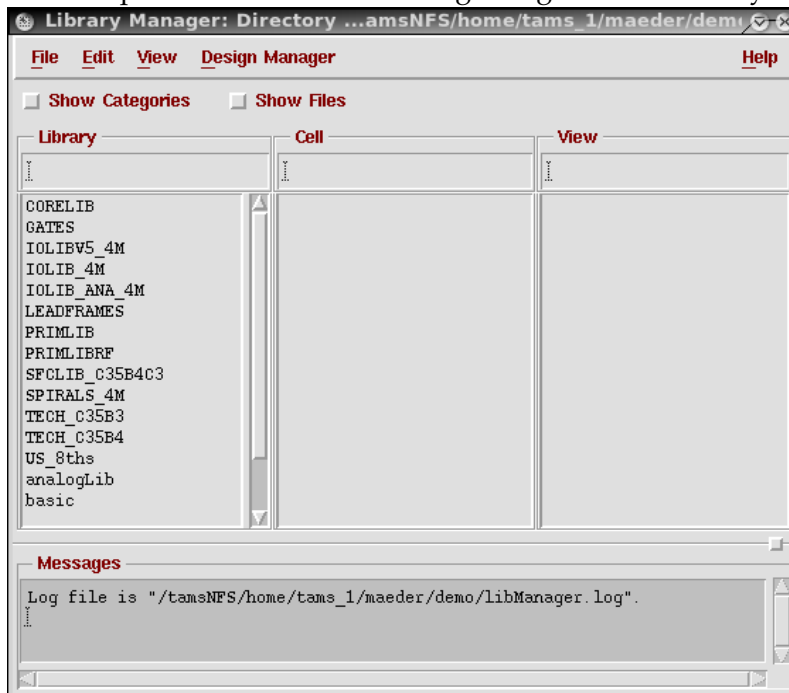 Library Manager: Directory ...amsNFS/home/tams_1/maeder/dem
File Edit View Design Manager Help
Show Categories Show Files
Library Cell View
CORELIB
GATES
IOLIBV5_4M
IOLIB_4M
IOLIB_ANA_4M
LEADFRAMES
PRIMLIB
PRIMLIBRF
SFCLIB_C35B4C3
SPIRALS_4M
TECH_C35B3
TECH_C35B4
US_8ths
analogLib
basic
Messages
Log file is "/tamsNFS/home/tams_1/maeder/demo/libManager.log".